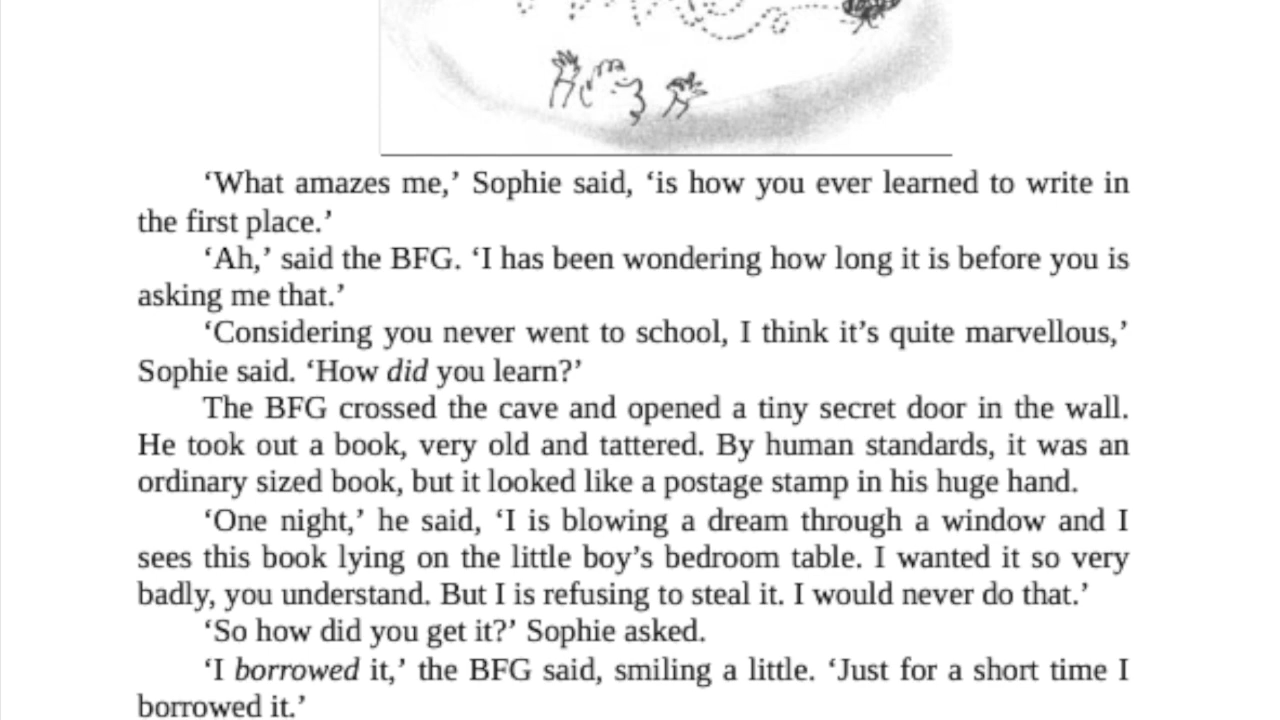 ‘What amazes me,’ Sophie said, ‘is how you ever learned to write in
the first place.’
‘Ah,’ said the BFG. ‘I has been wondering how long it is before you is
asking me that.’
‘Considering you never went to school, I think it’s quite marvellous,’
Sophie said. ‘How did you learn?’
The BFG crossed the cave and opened a tiny secret door in the wall.
He took out a book, very old and tattered. By human standards, it was an
ordinary sized book, but it looked like a postage stamp in his huge hand.
‘One night,’ he said, ‘I is blowing a dream through a window and I
sees this book lying on the little boy’s bedroom table. I wanted it so very
badly, you understand. But I is refusing to steal it. I would never do that.’
‘So how did you get it?’ Sophie asked.
‘I borrowed it,’ the BFG said, smiling a little. ‘Just for a short time I
borrowed it.’